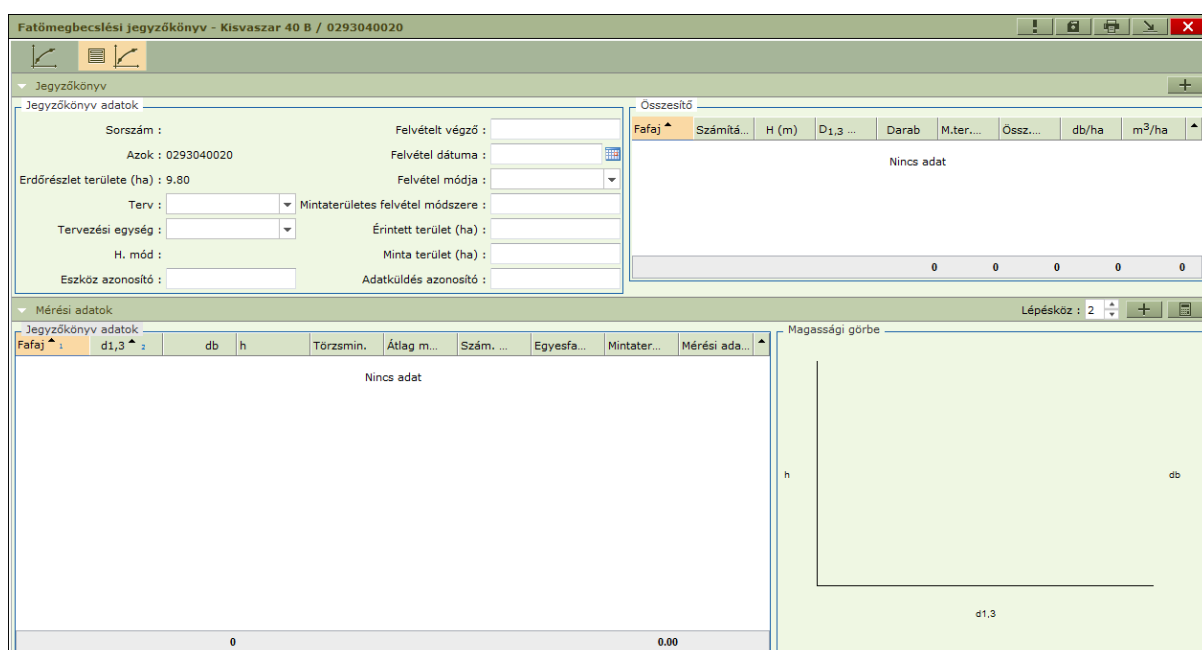 Fatömegbecslési jegyzőkönyv - Kisvaszar 40 B / 0293040020
Jegyzőkönyv
Jegyzőkönyv adatok
Sorszám :
Felvételt végző :
Azok : 0293040020
Felvétel dátuma :
Erdőrészlet területe (ha) : 9.80
Felvétel módja :
Terv :
Mintaterületes felvétel módszere :
Tervezési egység :
Érintett terület (ha) :
H. mód :
Minta terület (ha) :
Eszköz azonosító :
Adatküldés azonosító :
Összesítő
Fafaj Számítá... H (m) D1,3 ... Darab M.ter.... Össz.... db/ha m3/ha
Nincs adat
0 0 0 0 0
Mérési adatok
Lépésköz : 2
Jegyzőkönyv adatok
Fafaj 1 d1,3 2 db h Törzsmin. Átlag m... Szám. ... Egyesfa... Mintater... Mérési ada...
Nincs adat
0 0.00
Magassági görbe
h
db
d1,3